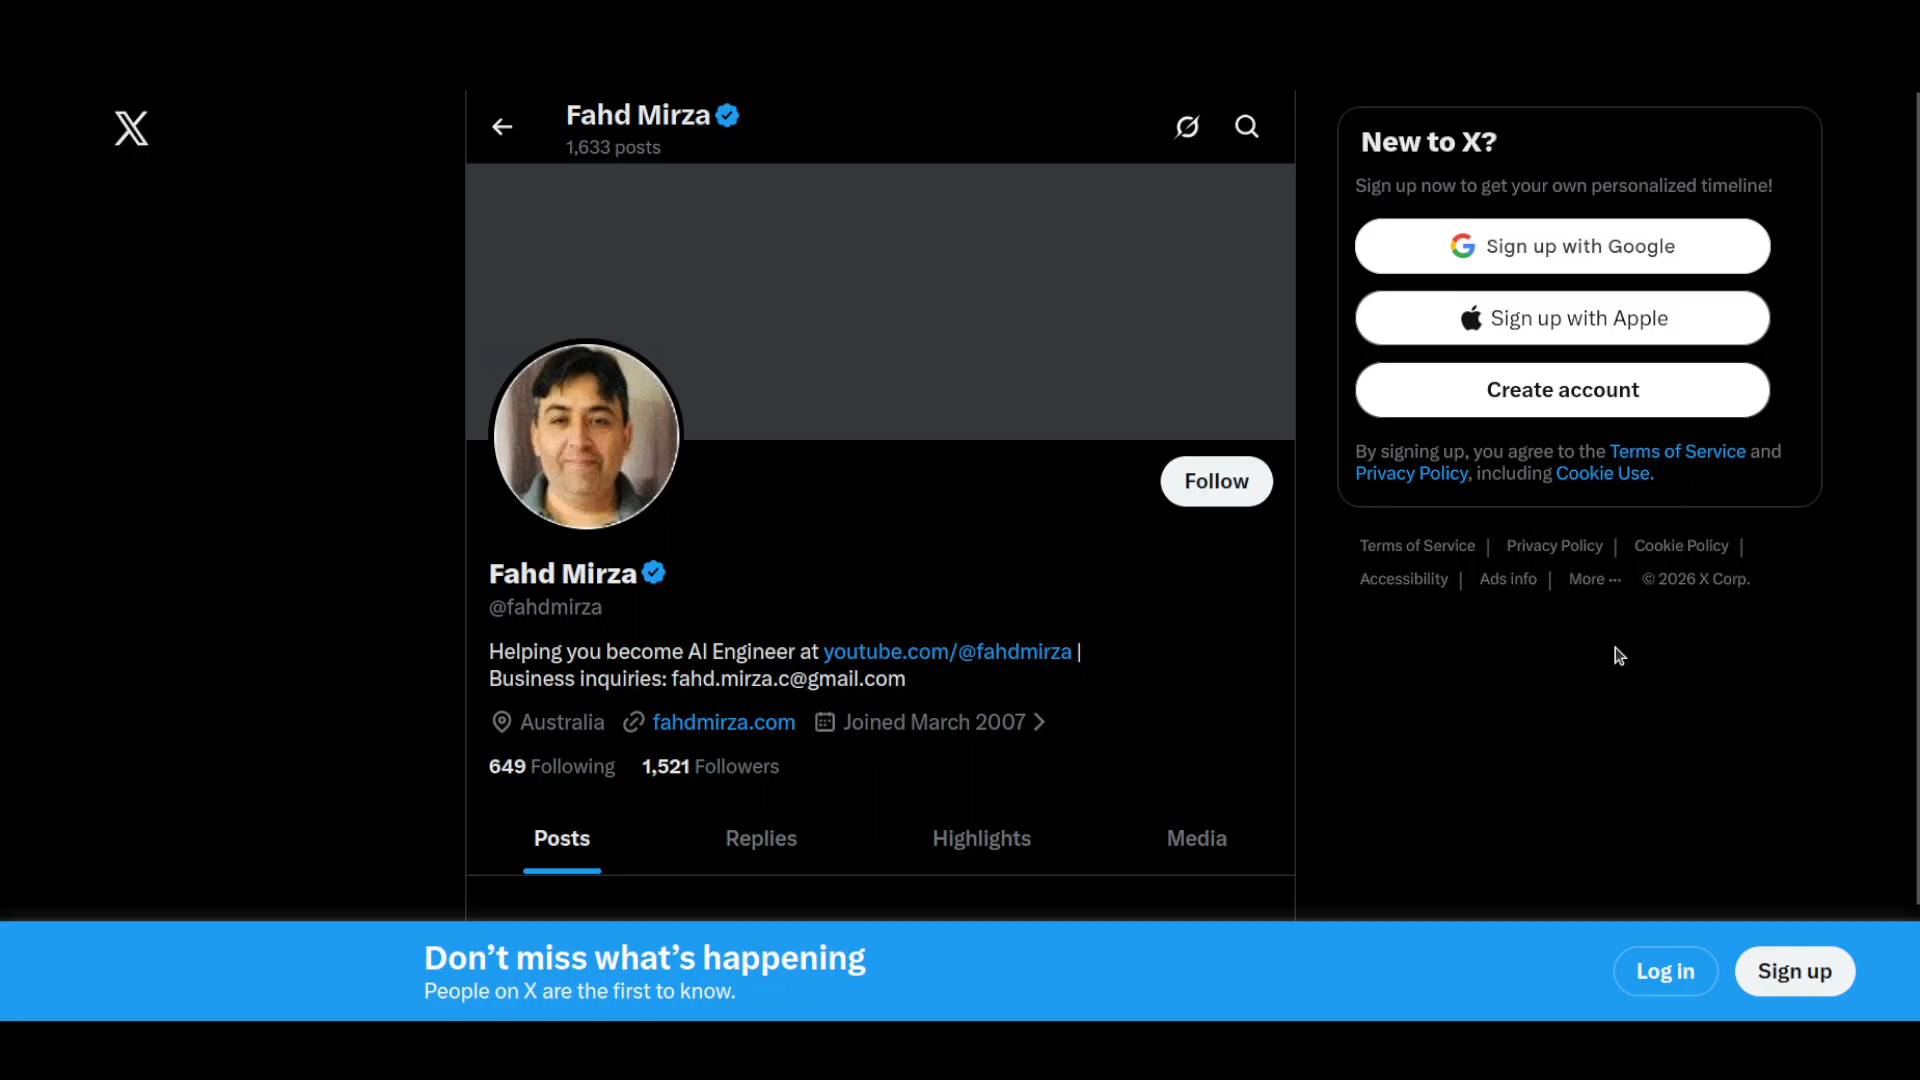 Fahd Mirza
1,633 posts
Follow
Fahd Mirza
@fahdmirza
Helping you become AI Engineer at youtube.com/@fahdmirza |
Business inquiries: fahd.mirza.c@gmail.com
Australia fahdmirza.com Joined March 2007
649 Following 1,521 Followers
Posts Replies Highlights Media
New to X?
Sign up now to get your own personalized timeline!
Sign up with Google
Sign up with Apple
Create account
By signing up, you agree to the Terms of Service and
Privacy Policy, including Cookie Use.
Terms of Service | Privacy Policy | Cookie Policy |
Accessibility | Ads info | More ··· © 2026 X Corp.
Don’t miss what’s happening
People on X are the first to know.
Log in Sign up